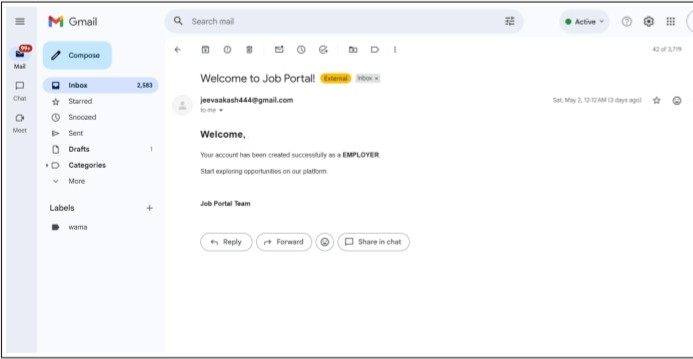 Gmail
Search mail
Active
99+
Mail
Compose
42 of 3,719
Inbox 2,583
Chat
Starred
Snoozed
Meet
Sent
Drafts 1
Categories
More
Labels
wama
Welcome to Job Portal! External Inbox x
jeevaakash444@gmail.com
Sat, May 2, 12:12 AM (3 days ago)
to me
Welcome,
Your account has been created successfully as a EMPLOYER.
Start exploring opportunities on our platform.
Job Portal Team
Reply
Forward
Share in chat